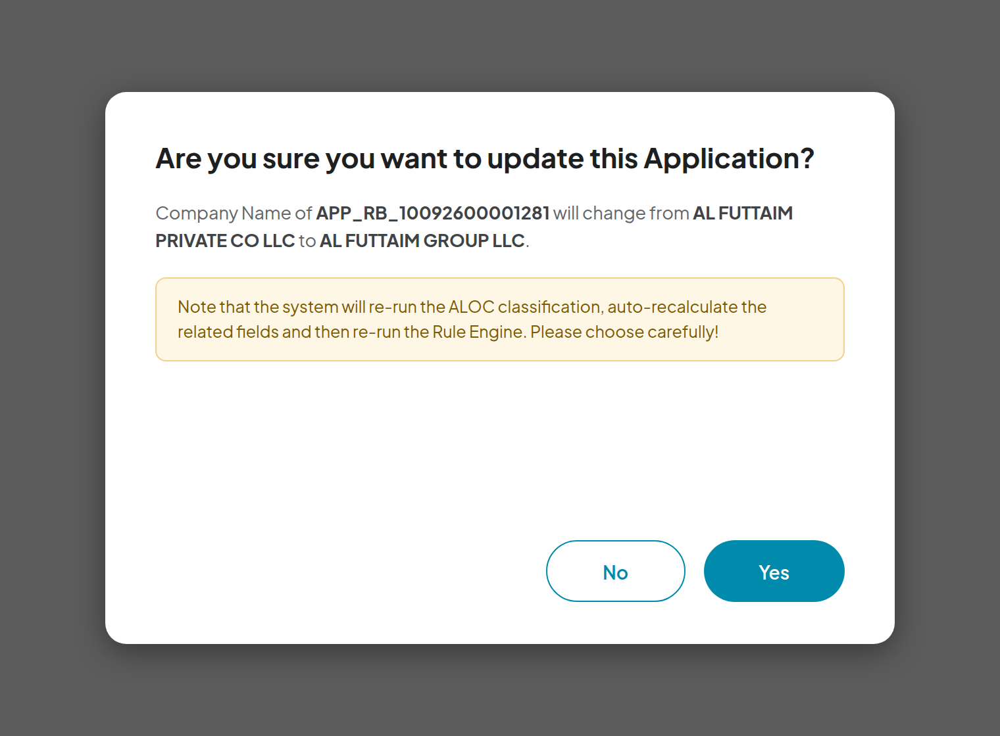 Are you sure you want to update this Application?
Company Name of APP_RB_10092600001281 will change from AL FUTTAIM
PRIVATE CO LLC to AL FUTTAIM GROUP LLC.
Note that the system will re-run the ALOC classification, auto-recalculate the
related fields and then re-run the Rule Engine. Please choose carefully!
No
Yes